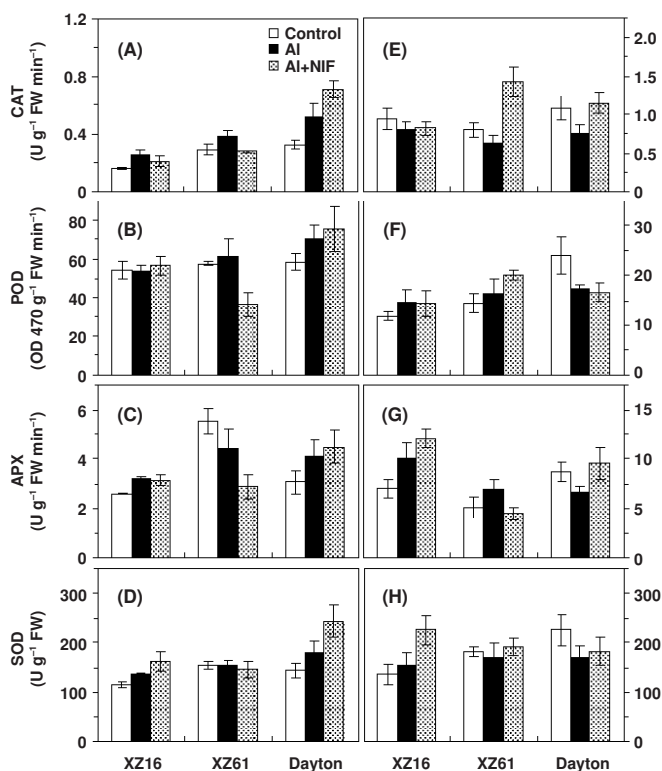 1.2
(A)
Control
Al
Al+NIF
(E)
2.0
0.8
1.5
CAT
(U g⁻¹ FW min⁻¹)
1.0
0.4
0.5
0
0
80
(B)
(F)
30
60
POD
(OD 470 g⁻¹ FW min⁻¹)
20
40
20
10
0
0
6
(C)
(G)
15
4
APX
(U g⁻¹ FW min⁻¹)
10
2
5
0
0
300
(D)
(H)
300
200
SOD
(U g⁻¹ FW)
200
100
100
0
0
XZ16 XZ61 Dayton XZ16 XZ61 Dayton